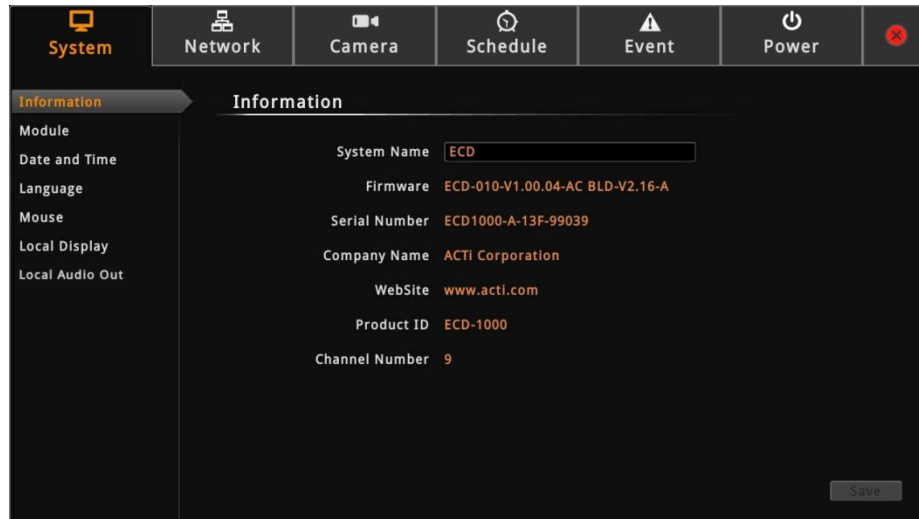 System Network Camera Schedule Event Power
Information
Module
Date and Time
Language
Mouse
Local Display
Local Audio Out
Information
System Name ECD
Firmware ECD-010-V1.00.04-AC BLD-V2.16-A
Serial Number ECD1000-A-13F-99039
Company Name ACTi Corporation
WebSite www.acti.com
Product ID ECD-1000
Channel Number 9
Save